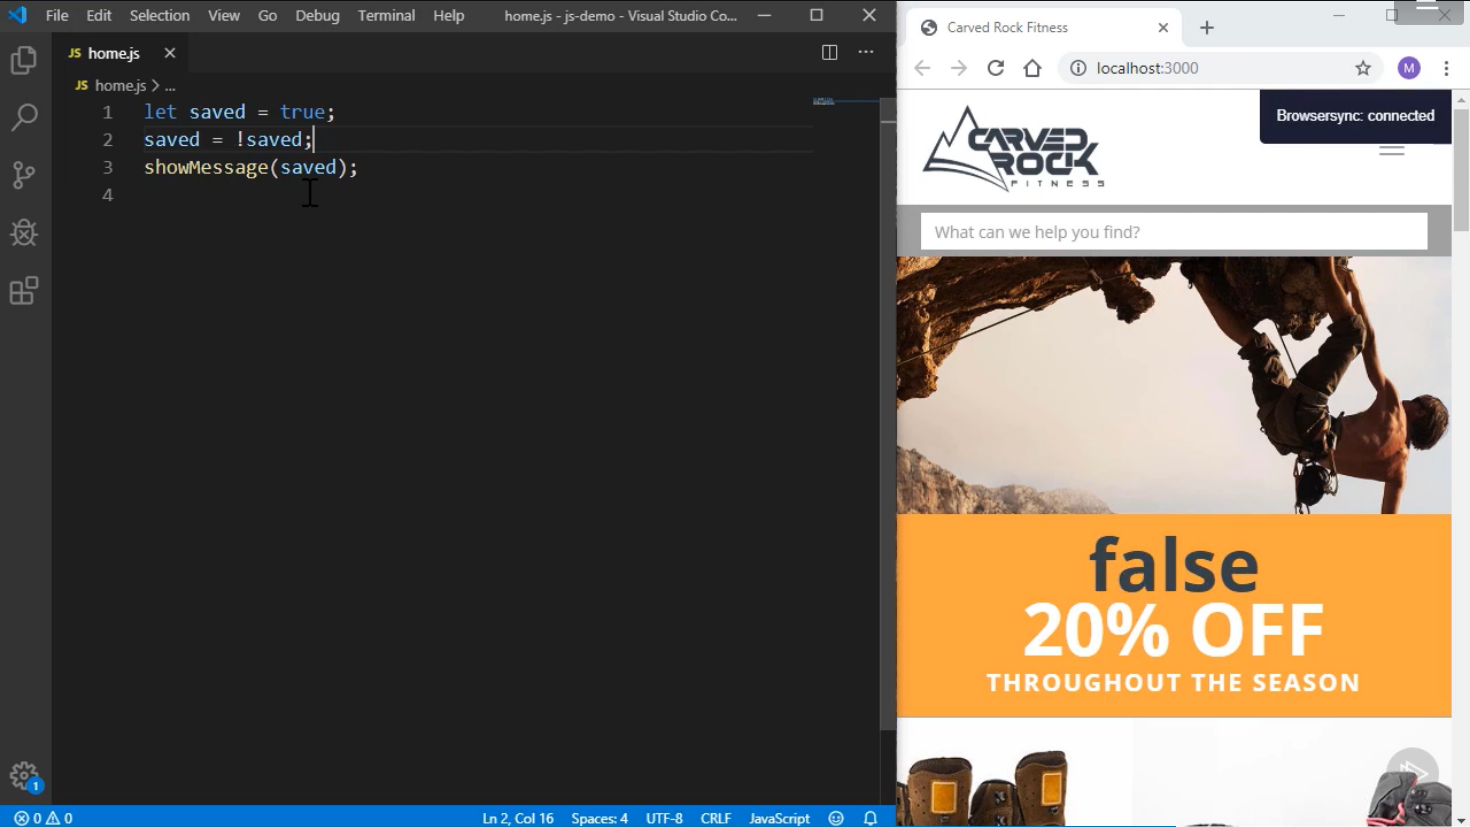 File Edit Selection View Go Debug Terminal Help home.js - js-demo - Visual Studio Co...
JS home.js
JS home.js > ...
1 let saved = true;
2 saved = !saved;
3 showMessage(saved);
4
1
0 0 Ln 2, Col 16 Spaces: 4 UTF-8 CRLF JavaScript
Carved Rock Fitness
localhost:3000 M
Browsersync: connected
CARVED
ROCK
FITNESS
What can we help you find?
false
20% OFF
THROUGHOUT THE SEASON